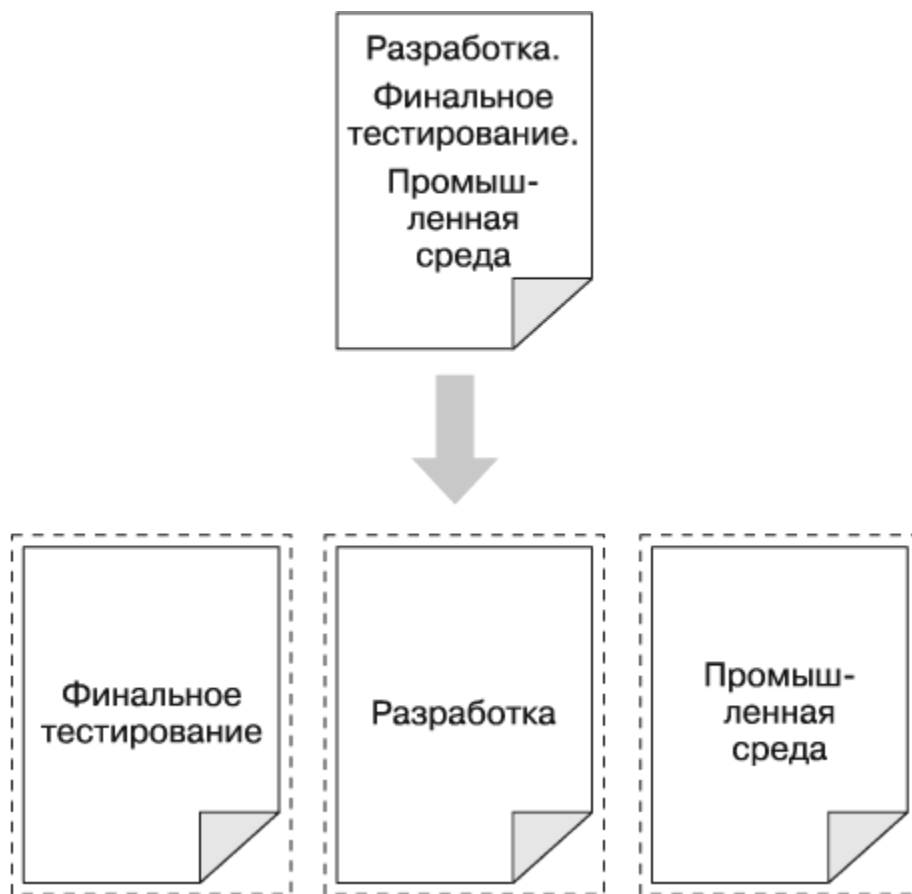 Разработка.
Финальное
тестирование.
Промыш-
ленная
среда
Финальное
тестирование
Разработка
Промыш-
ленная
среда